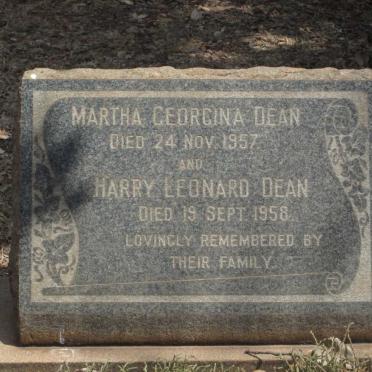 MARTHA GEORGINA DEAN
DIED 24 NOV. 1957.
AND
HARRY LEONARD DEAN
DIED 19 SEPT. 1958.
LOVINGLY REMEMBERED BY
THEIR FAMILY.